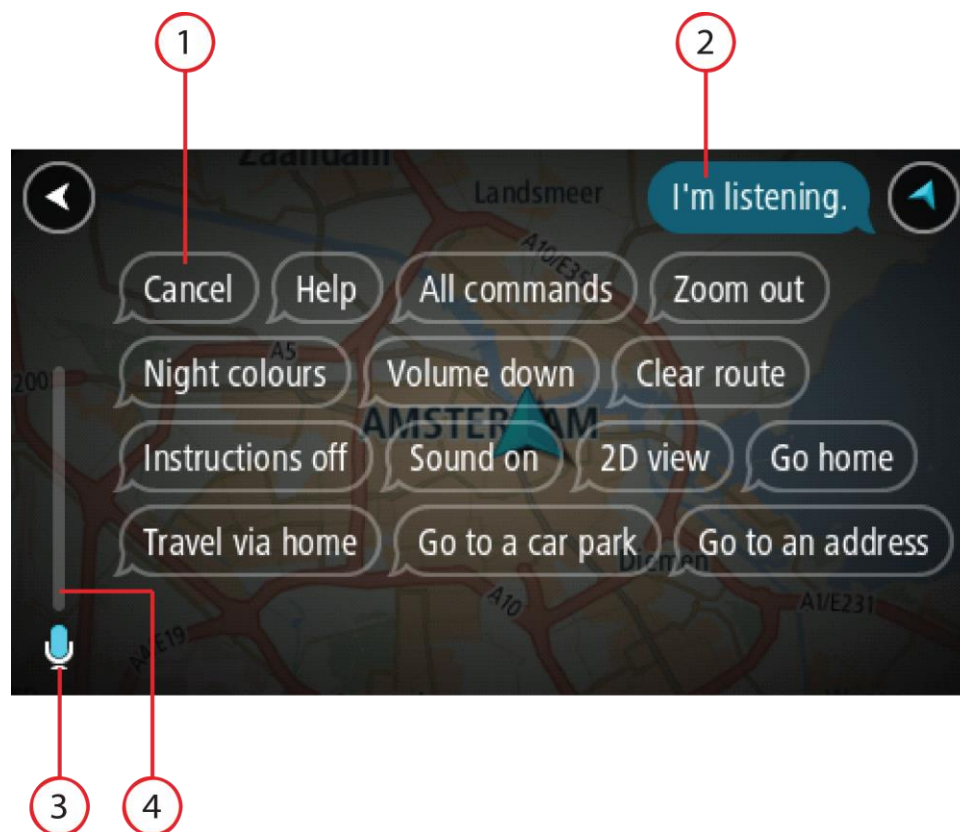 1 2
Zaandam
Landsmeer
I'm listening.
A10/E35
Cancel Help All commands Zoom out
A5
200
Night colours Volume down Clear route
AMSTERDAM
Instructions off Sound on 2D view Go home
Travel via home Go to a car park Go to an address
Diemen
A10
A1/E231
A4/E19
3 4